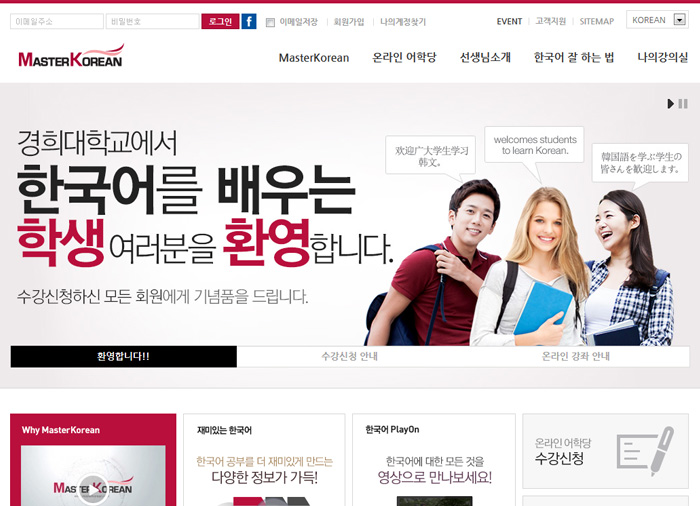 이메일주소
비밀번호
로그인
f
이메일저장
회원가입
나의계정찾기
EVENT
고객지원
SITEMAP
KOREAN
MASTERKOREAN
MasterKorean
온라인 어학당
선생님소개
한국어 잘 하는 법
나의강의실
경희대학교에서
한국어를 배우는
학생 여러분을 환영합니다.
수강신청하신 모든 회원에게 기념품을 드립니다.
欢迎广大学生学习
韩文。
welcomes students
to learn Korean.
韓国語を学ぶ学生の
皆さんを歓迎します。
환영합니다!!
수강신청 안내
온라인 강좌 안내
Why MasterKorean
MASTERKOREAN
재미있는 한국어
한국어 공부를 더 재미있게 만드는
다양한 정보가 가득!
한국어 PlayOn
한국어에 대한 모든 것을
영상으로 만나보세요!
온라인 어학당
수강신청